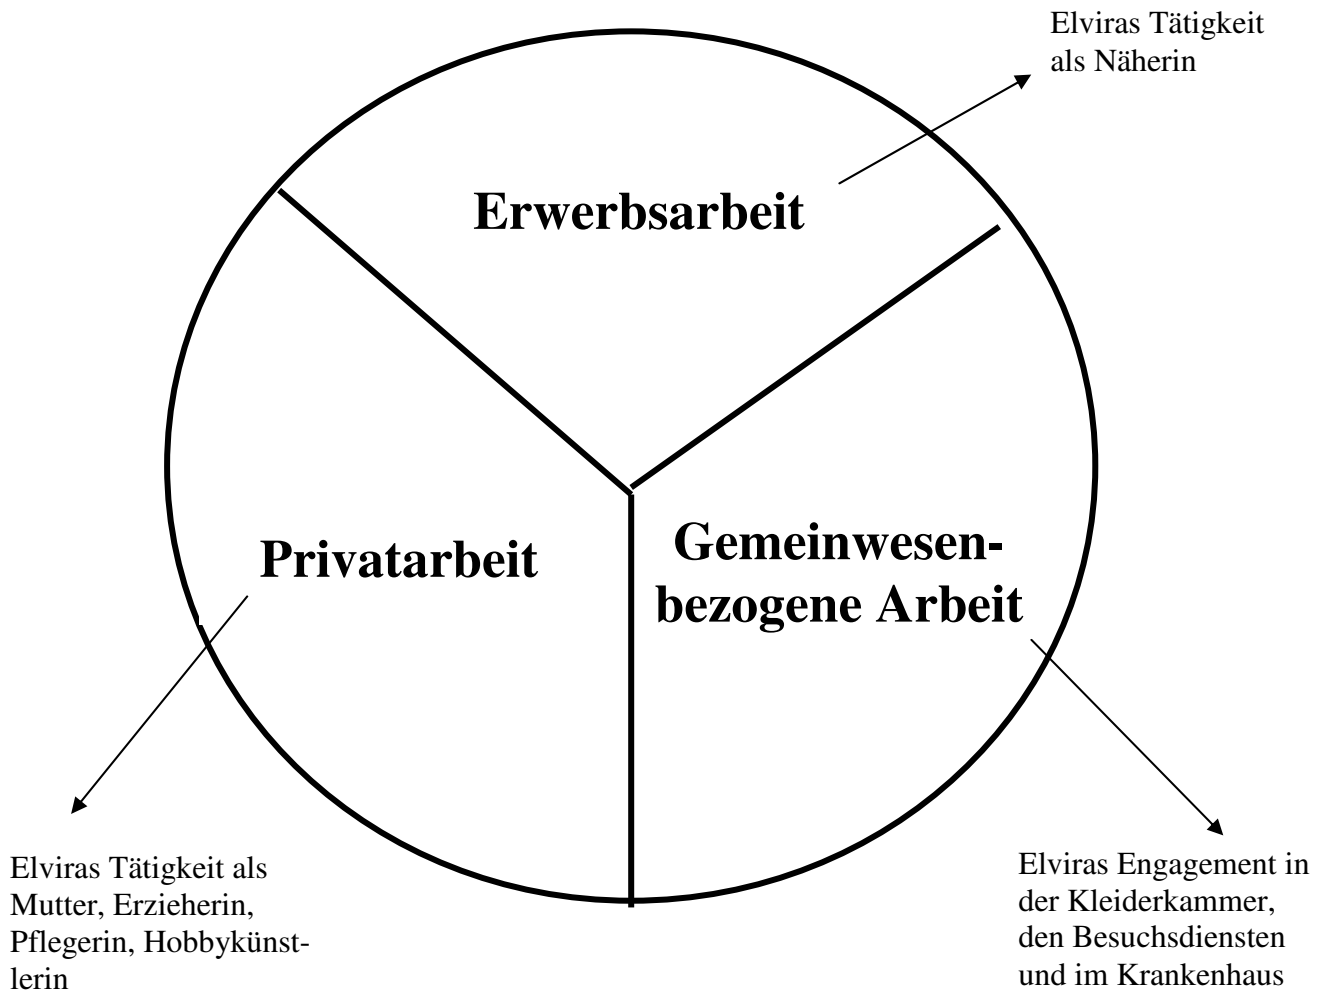 Elviras Tätigkeit
als Näherin
Erwerbsarbeit
Privatarbeit
Gemeinwesen-
bezogene Arbeit
Elviras Tätigkeit als
Mutter, Erzieherin,
Pflegerin, Hobbykünst-
lerin
Elviras Engagement in
der Kleiderkammer,
den Besuchsdiensten
und im Krankenhaus